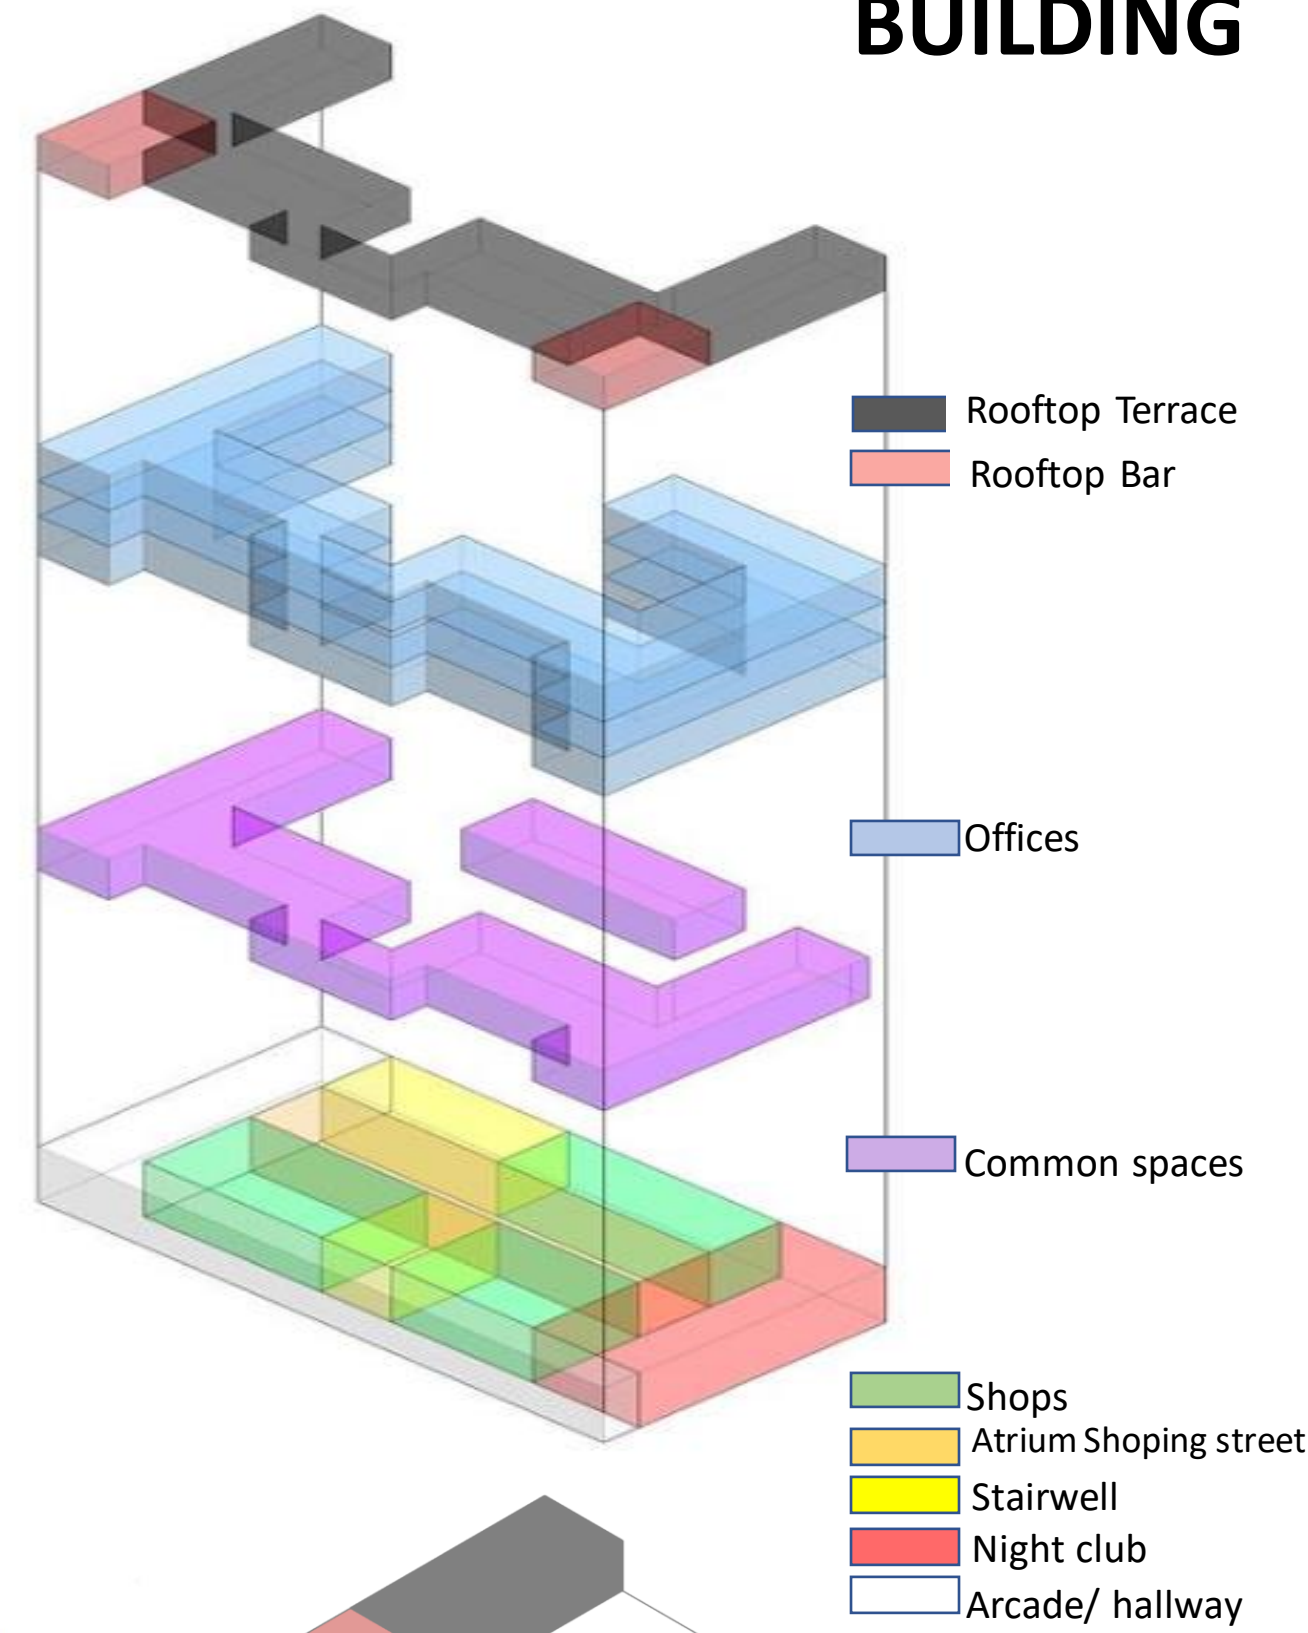 BUILDING
Rooftop Terrace
Rooftop Bar
Offices
Common spaces
Shops
Atrium Shoping street
Stairwell
Night club
Arcade/ hallway